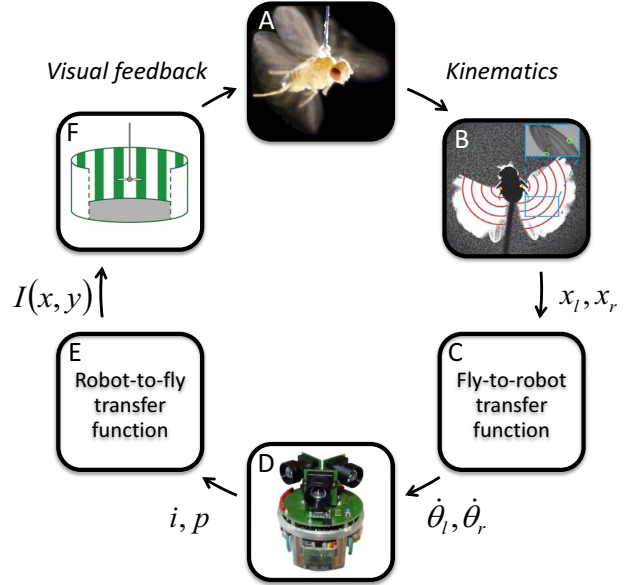 A
Visual feedback
Kinematics
F
B
I(x, y)
x_l, x_r
E
Robot-to-fly
transfer
function
C
Fly-to-robot
transfer
function
D
i, p
θ̇_l, θ̇_r